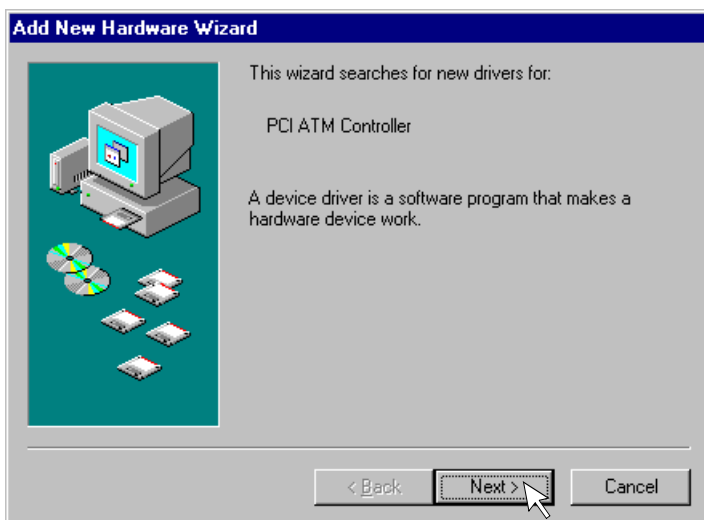 Add New Hardware Wizard
This wizard searches for new drivers for:
PCI ATM Controller
A device driver is a software program that makes a
hardware device work.
< Back Next > Cancel